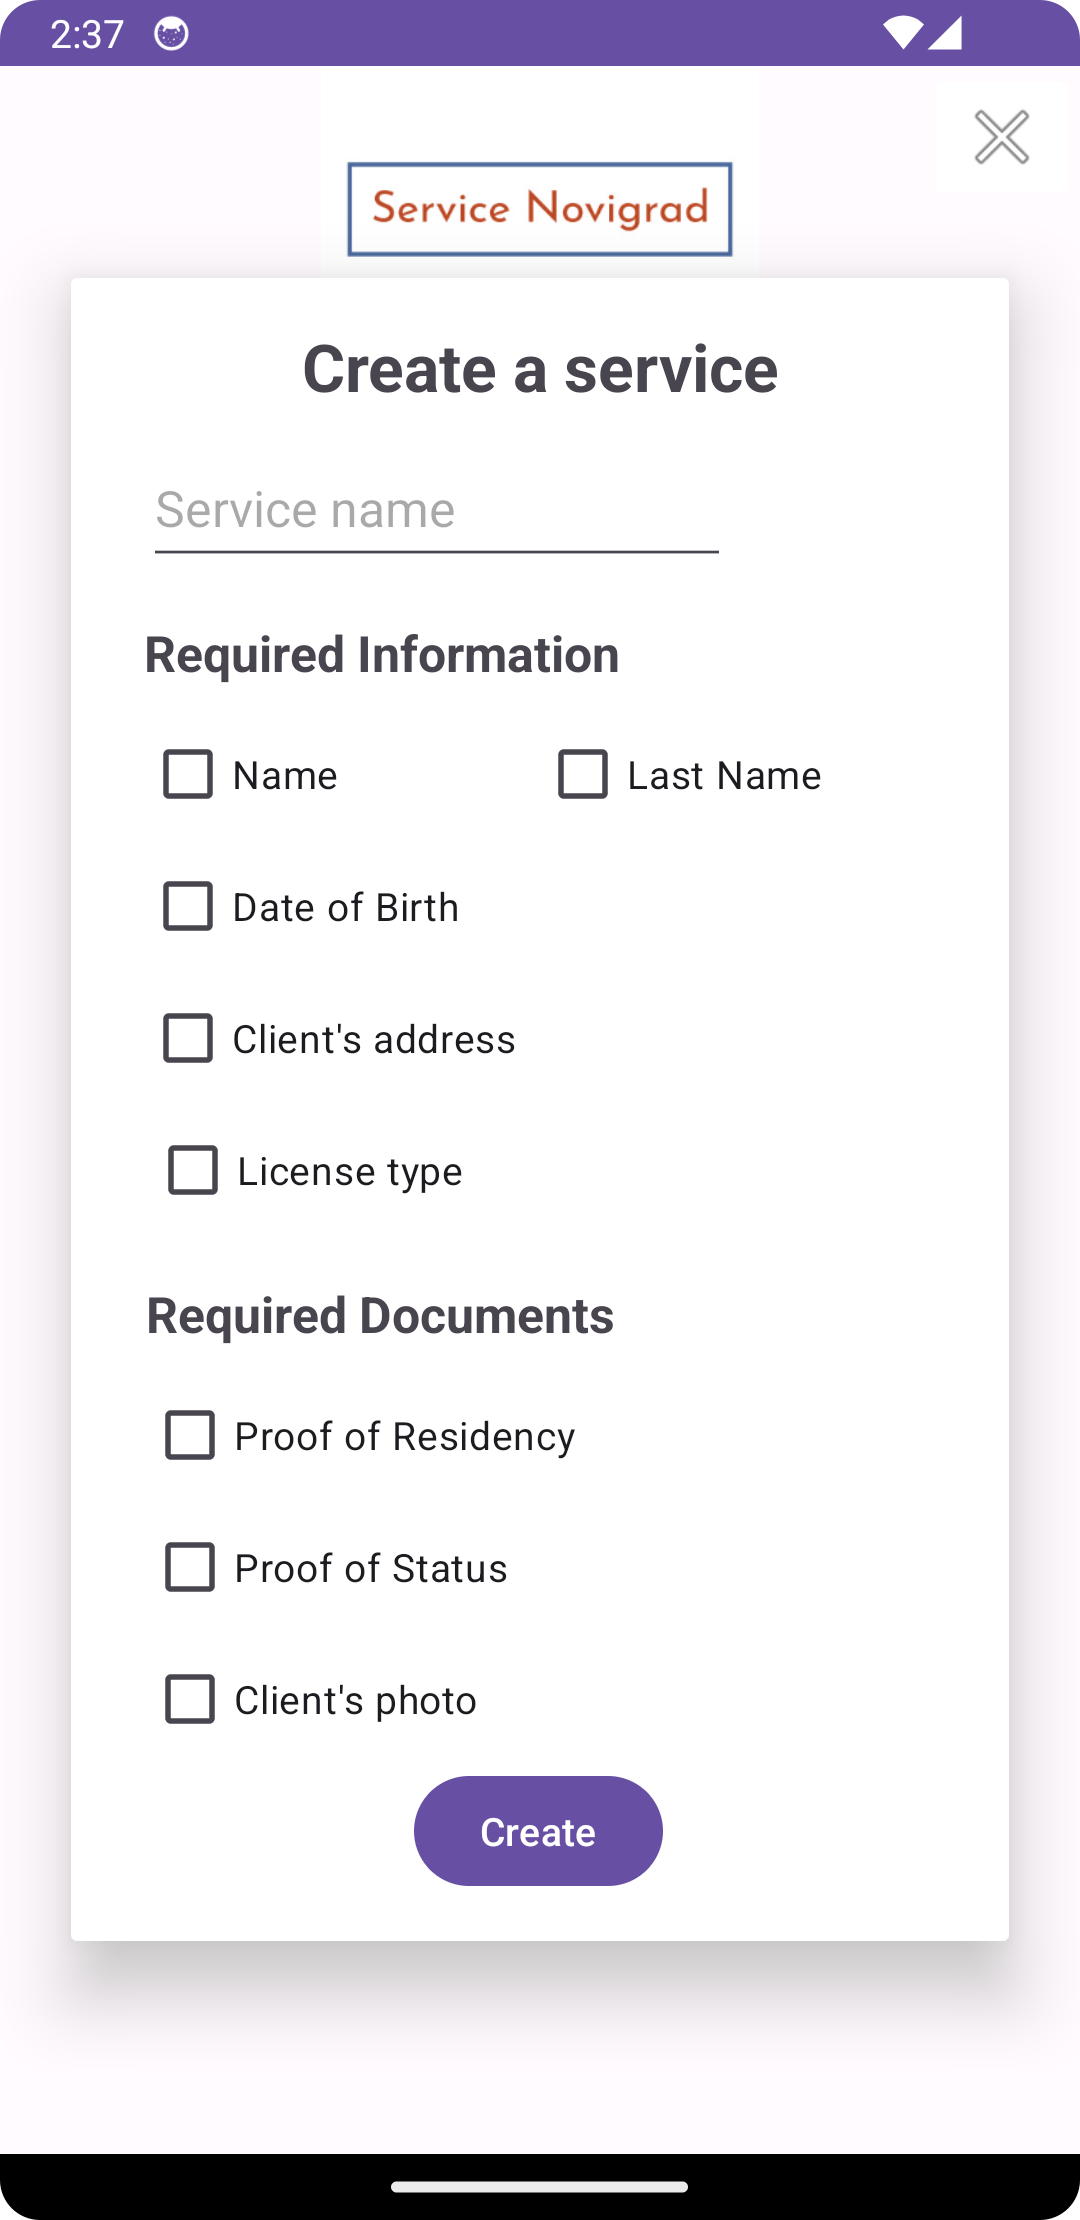 2:37
Service Novigrad
Create a service
Service name
Required Information
Name
Last Name
Date of Birth
Client's address
License type
Required Documents
Proof of Residency
Proof of Status
Client's photo
Create